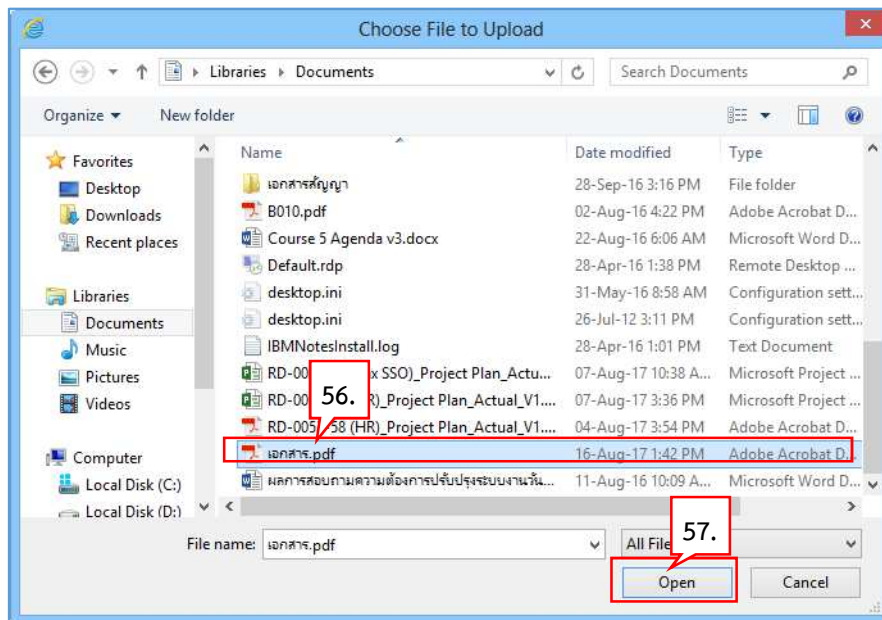 Choose File to Upload
Libraries Documents Search Documents
Organize New folder
Name Date modified Type
Favorites
Desktop
Downloads
Recent places
Libraries
Documents
Music
Pictures
Videos
Computer
Local Disk (C:)
Local Disk (D:)
เอกสารสัญญา 28-Sep-16 3:16 PM File folder
B010.pdf 02-Aug-16 4:22 PM Adobe Acrobat D...
Course 5 Agenda v3.docx 22-Aug-16 6:06 AM Microsoft Word D...
Default.rdp 28-Apr-16 1:38 PM Remote Desktop ...
desktop.ini 31-May-16 8:58 AM Configuration sett...
desktop.ini 26-Jul-12 3:11 PM Configuration sett...
IBMNotesInstall.log 28-Apr-16 1:01 PM Text Document
RD-00 x SSO)_Project Plan_Actu... 07-Aug-17 10:38 A... Microsoft Project ...
RD-00 R)_Project Plan_Actual_V1.... 07-Aug-17 3:36 PM Microsoft Project ...
RD-005 58 (HR)_Project Plan_Actual_V1.... 04-Aug-17 3:54 PM Adobe Acrobat D...
เอกสาร.pdf 16-Aug-17 1:42 PM Adobe Acrobat D...
ผลการสอบถามความต้องการปรับปรุงระบบงานวัน... 11-Aug-16 10:09 A... Microsoft Word D...
56.
File name: เอกสาร.pdf All File
57.
Open Cancel